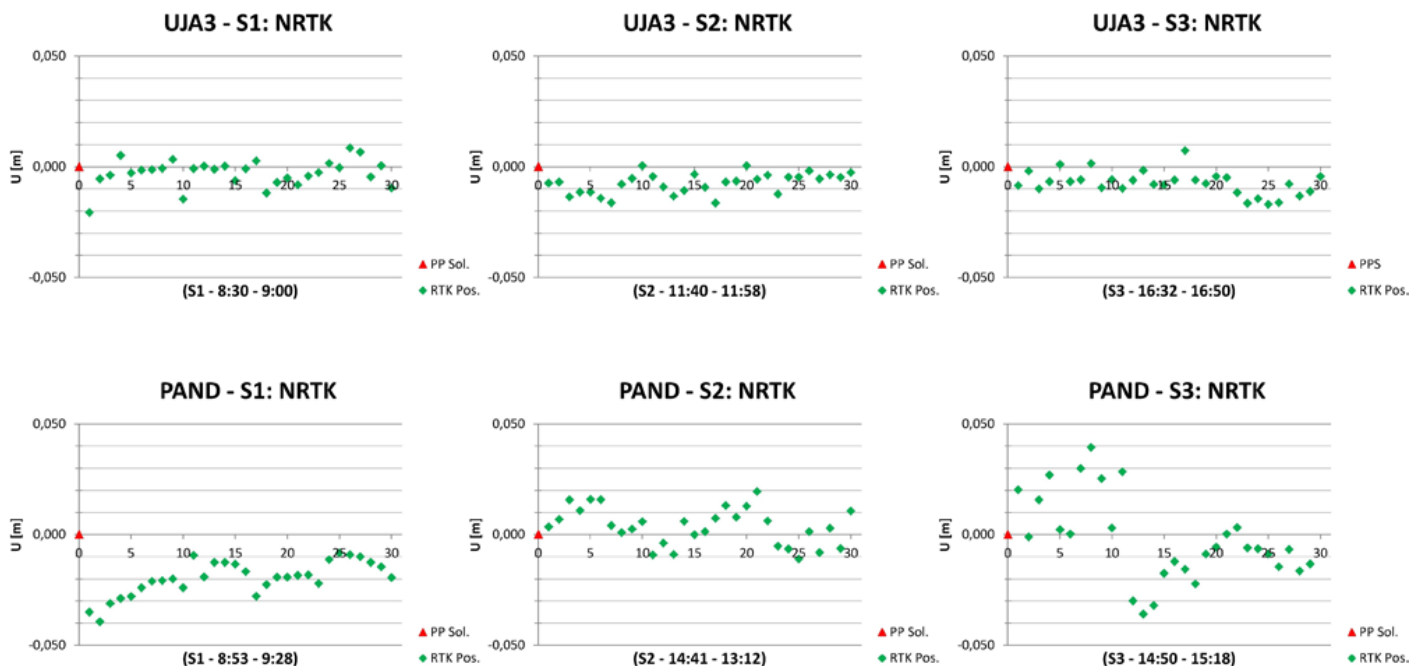 UJA3 - S1: NRTK
0,050
0,000
-0,050
U [m]
0 5 10 15 20 25 30
PP Sol.
RTK Pos.
(S1 - 8:30 - 9:00)
UJA3 - S2: NRTK
0,050
0,000
-0,050
U [m]
0 5 10 15 20 25 30
PP Sol.
RTK Pos.
(S2 - 11:40 - 11:58)
UJA3 - S3: NRTK
0,050
0,000
-0,050
U [m]
0 5 10 15 20 25 30
PPS
RTK Pos.
(S3 - 16:32 - 16:50)
PAND - S1: NRTK
0,050
0,000
-0,050
U [m]
0 5 10 15 20 25 30
PP Sol.
RTK Pos.
(S1 - 8:53 - 9:28)
PAND - S2: NRTK
0,050
0,000
-0,050
U [m]
0 5 10 15 20 25 30
PP Sol.
RTK Pos.
(S2 - 14:41 - 13:12)
PAND - S3: NRTK
0,050
0,000
-0,050
U [m]
0 5 10 15 20 25 30
PP Sol.
RTK Pos.
(S3 - 14:50 - 15:18)